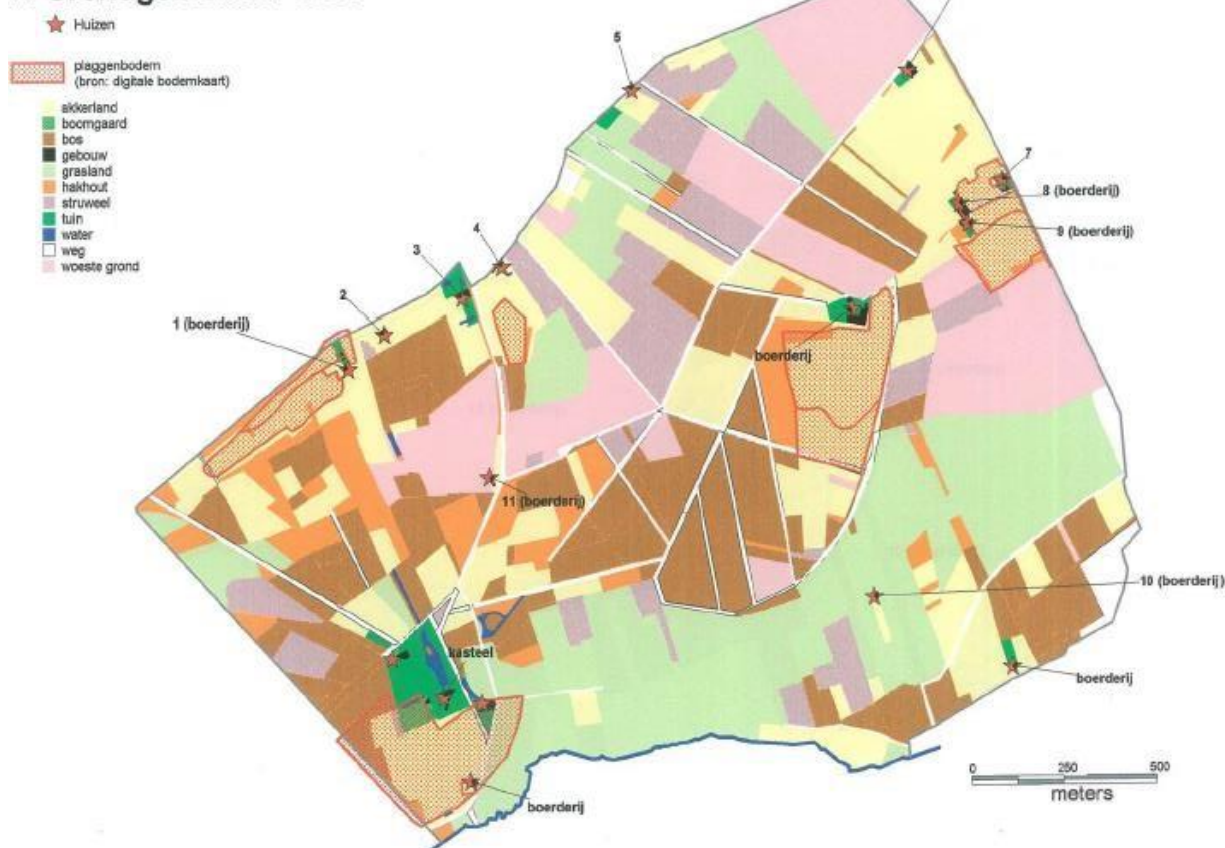 Huizen
plaggenbodem
(bron: digitale bodemkaart)
akkerland
boomgaard
bos
gebouw
grasland
hakhout
struweel
tuin
water
weg
woeste grond
5
7
8 (boerderij)
9 (boerderij)
4
3
2
1 (boerderij)
boerderij
11 (boerderij)
10 (boerderij)
kasteel
boerderij
boerderij
0 250 500
meters